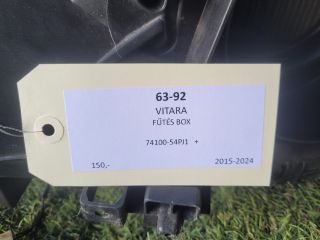 63-92
VITARA
FŰTÉS BOX
74100-54PJ1 +
150,- 2015-2024